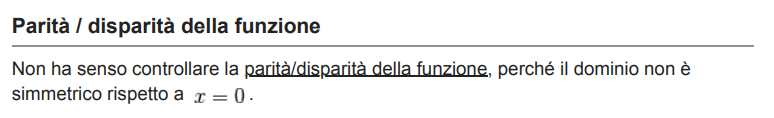 Parità / disparità della funzione
Non ha senso controllare la parità/disparità della funzione, perché il dominio non è
simmetrico rispetto a x = 0 .